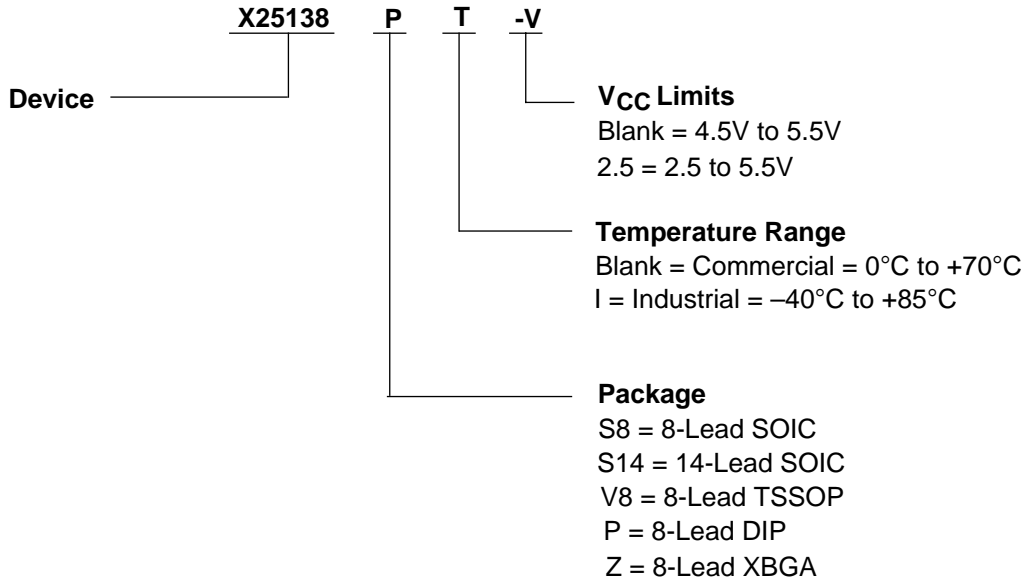 X25138 P T -V
Device
VCC Limits
Blank = 4.5V to 5.5V
2.5 = 2.5 to 5.5V
Temperature Range
Blank = Commercial = 0°C to +70°C
I = Industrial = –40°C to +85°C
Package
S8 = 8-Lead SOIC
S14 = 14-Lead SOIC
V8 = 8-Lead TSSOP
P = 8-Lead DIP
Z = 8-Lead XBGA